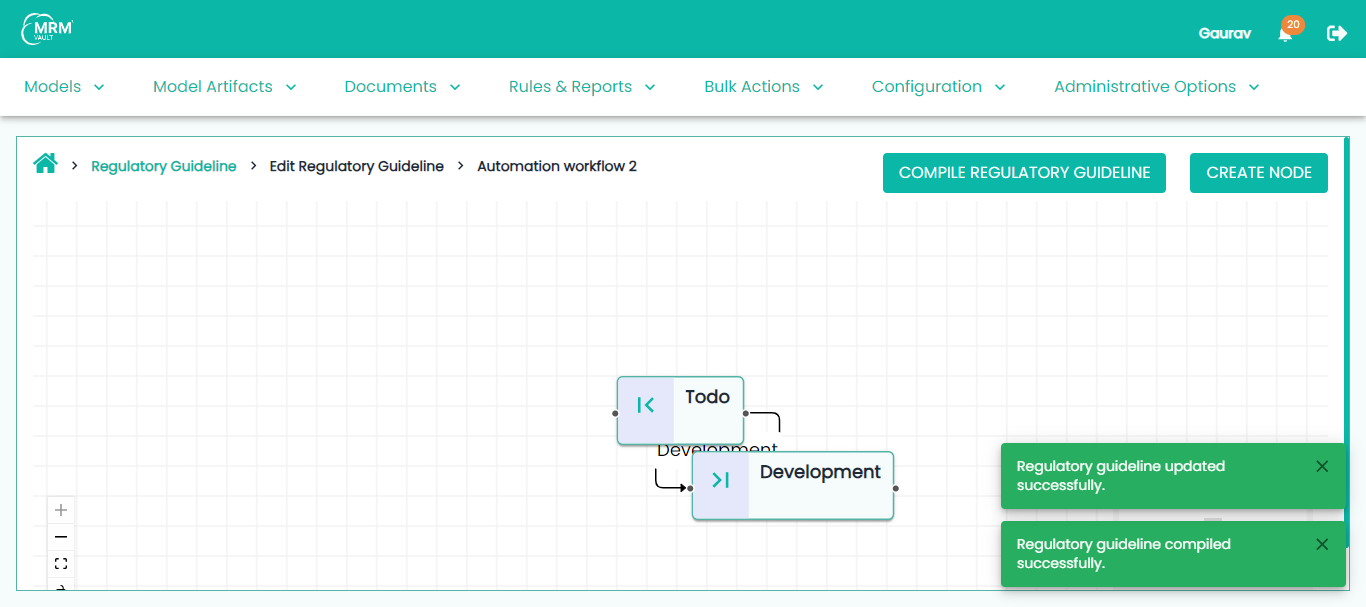 MRM
VAULT
Gaurav
20
Models
Model Artifacts
Documents
Rules & Reports
Bulk Actions
Configuration
Administrative Options
Regulatory Guideline > Edit Regulatory Guideline > Automation workflow 2
COMPILE REGULATORY GUIDELINE
CREATE NODE
Todo
Development
Development
Regulatory guideline updated
successfully.
Regulatory guideline compiled
successfully.